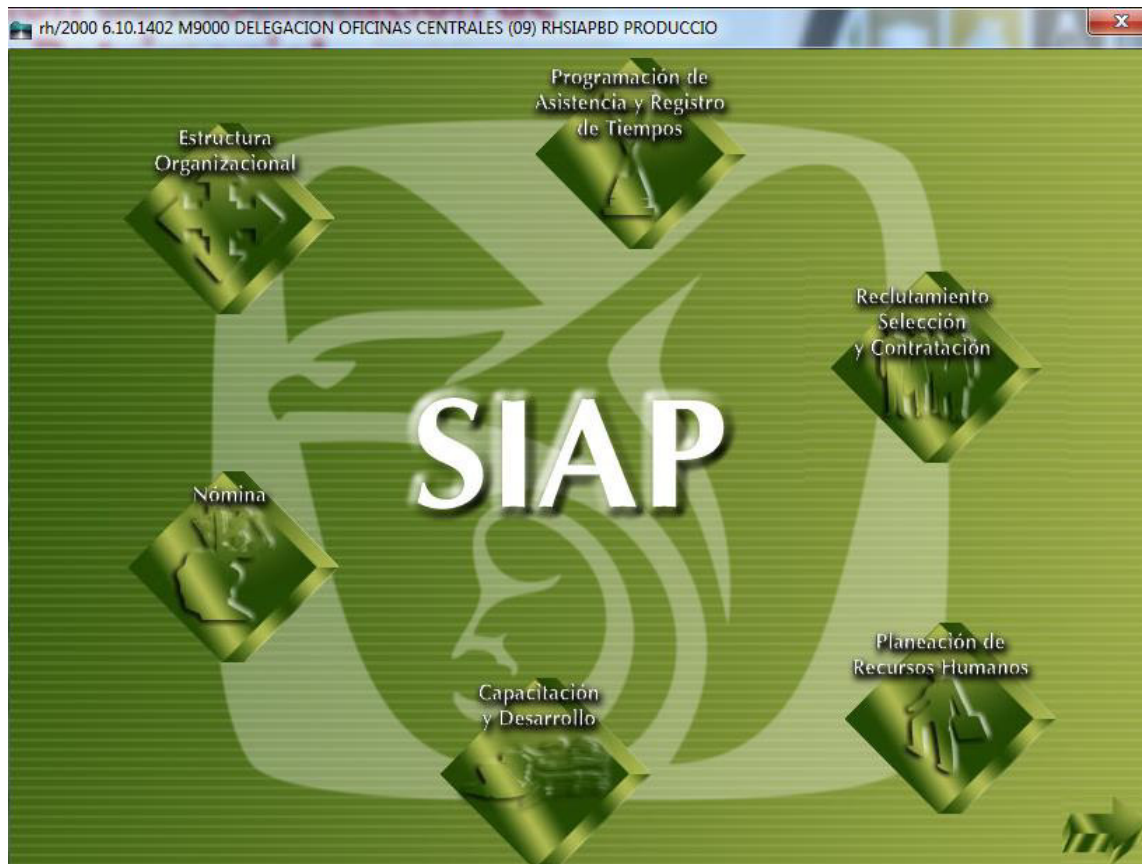 rh/2000 6.10.1402 M9000 DELEGACION OFICINAS CENTRALES (09) RHSIAPBD PRODUCCIO
Programación de
Asistencia y Registro
de Tiempos
Estructura
Organizacional
Reclutamiento
Selección
y Contratación
SIAP
Nómina
Planeación de
Recursos Humanos
Capacitación
y Desarrollo